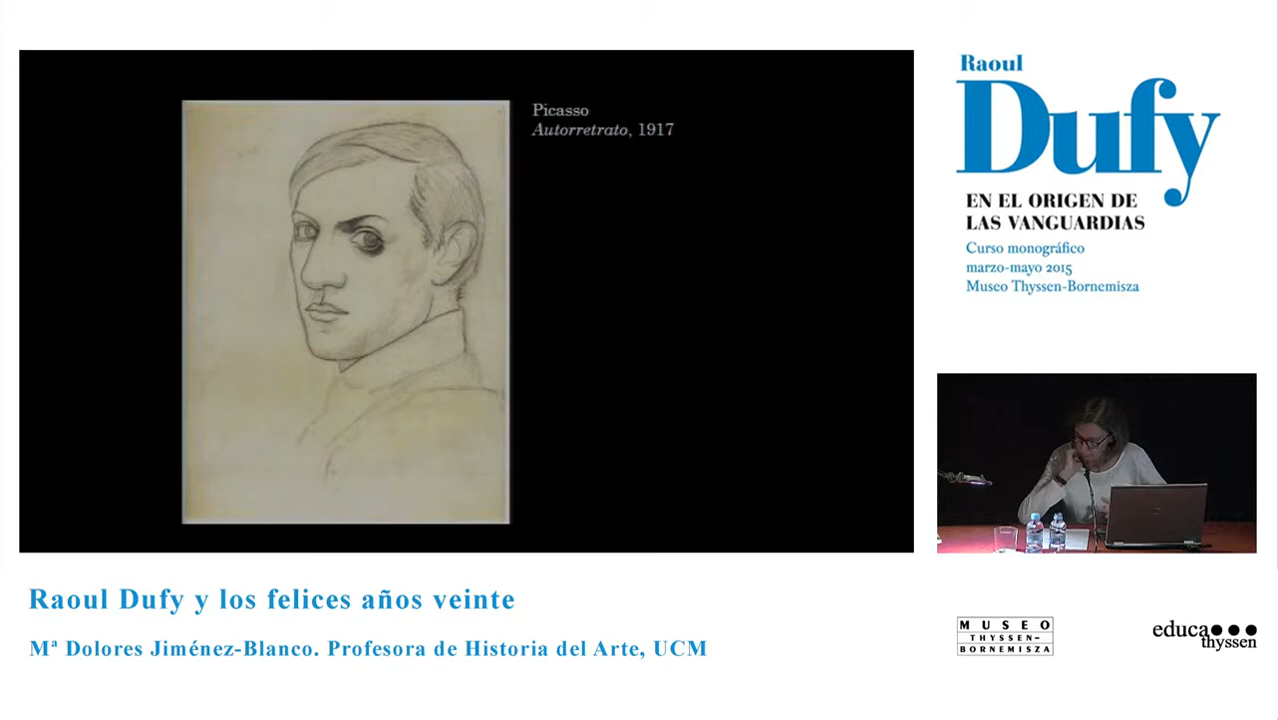 Picasso
Autorretrato, 1917
Raoul
Dufy
EN EL ORIGEN DE
LAS VANGUARDIAS
Curso monográfico
marzo-mayo 2015
Museo Thyssen-Bornemisza
Raoul Dufy y los felices años veinte
Mª Dolores Jiménez-Blanco. Profesora de Historia del Arte, UCM
MUSEO
THYSSEN-
BORNEMISZA
educa
thyssen